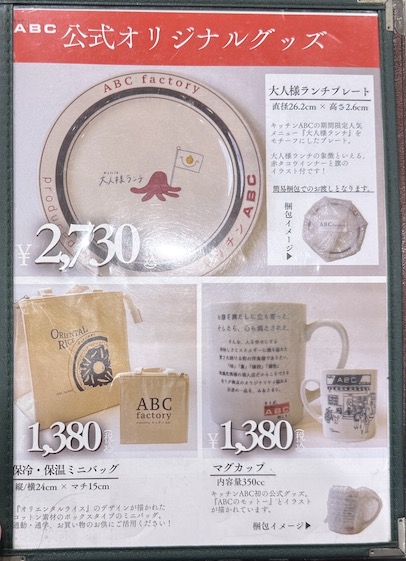 ABC 公式オリジナルグッズ
ABC factory
大人様ランチ
キッチンABC
¥2,730(税込)
大人様ランチプレート
直径26.2cm × 高さ2.6cm
キッチンABCの期間限定人気
メニュー『大人様ランチ』を
モチーフにしたプレート。
大人様ランチの象徴といえる、
赤タコウインナーと旗の
イラスト付です!
簡易梱包でのお渡しとなります。
梱包イメージ▶
ORIENTAL
RICE
ABC
factory
¥1,380(税込)
保冷・保温ミニバッグ
縦/横24cm × マチ15cm
『オリエンタルライス』のデザインが描かれた
コットン素材のボックスタイプのミニバッグ。
通勤・通学、お買い物のお供にご活用ください!
ABC
ABC
¥1,380(税込)
マグカップ
内容量350cc
キッチンABC初の公式グッズ。
『ABCのモットー』とイラスト
が描かれています。
梱包イメージ▶